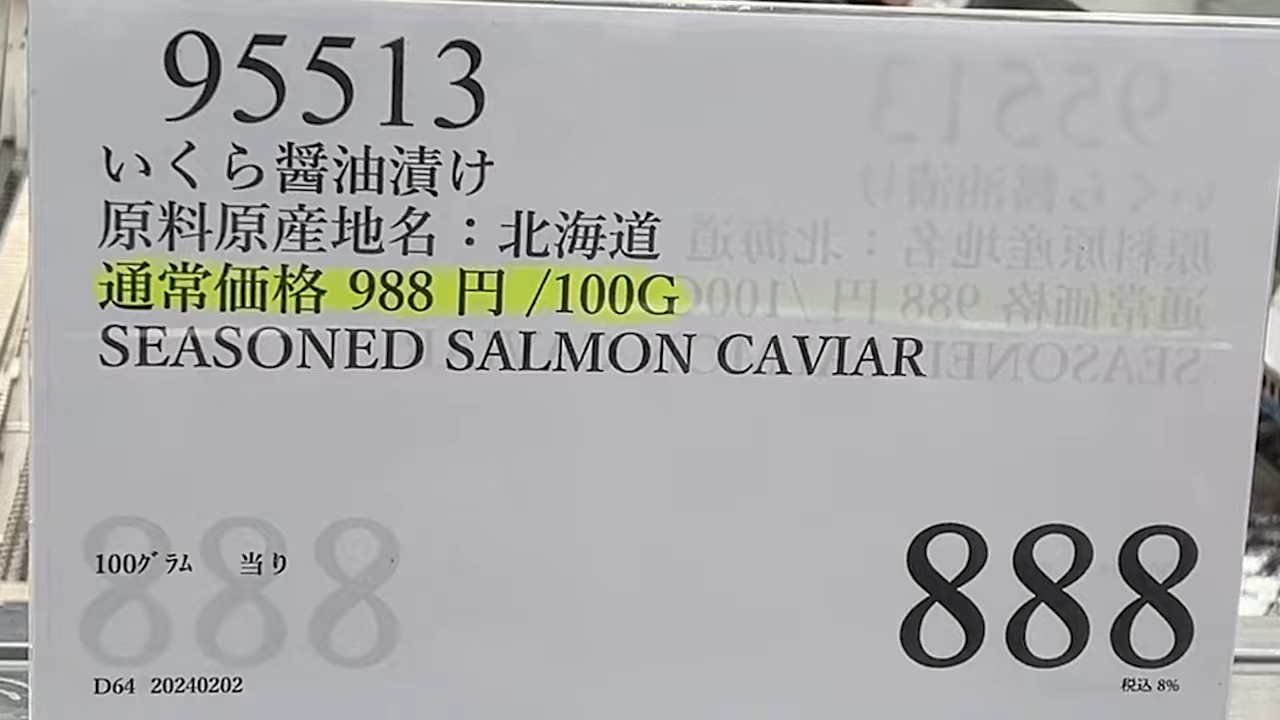 95513
いくら醤油漬け
原料原産地名：北海道
通常価格 988 円 /100G
SEASONED SALMON CAVIAR
100ｸﾞﾗﾑ 当り
888
D64 20240202
税込 8%